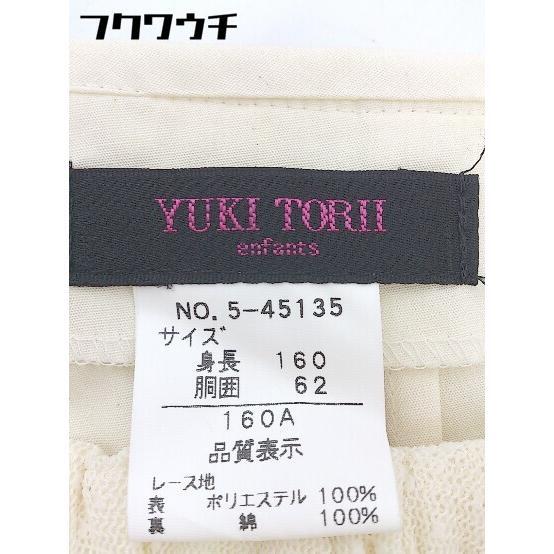 フクワウチ
YUKI TORII
enfants
NO. 5-45135
サイズ
身長 160
胴囲 62
160A
品質表示
レース地
表 ポリエステル 100%
裏 綿 100%